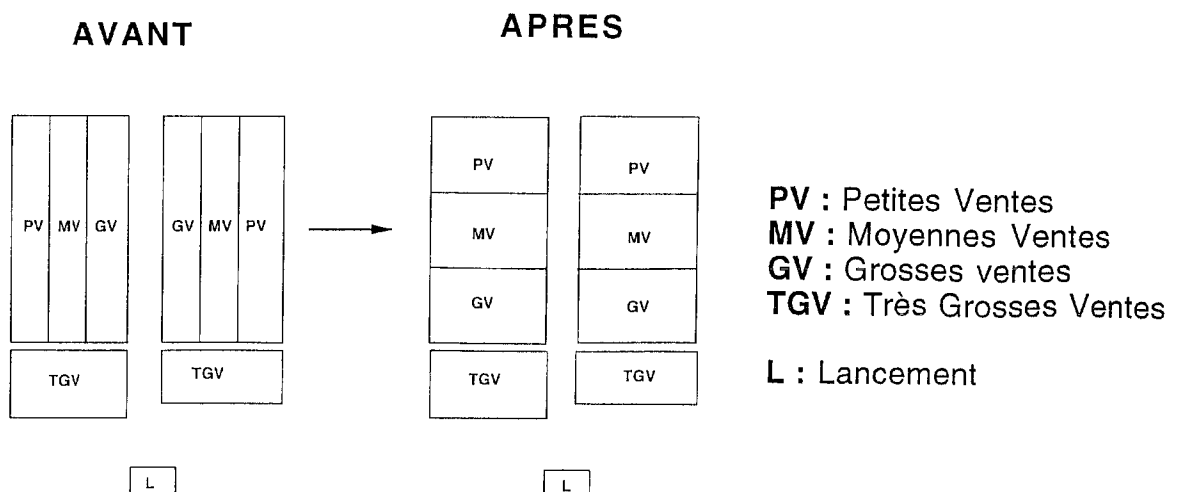 AVANT
APRES
PV MV GV
GV MV PV
TGV
TGV
L
PV
MV
GV
TGV
PV
MV
GV
TGV
L
PV : Petites Ventes
MV : Moyennes Ventes
GV : Grosses ventes
TGV : Très Grosses Ventes
L : Lancement